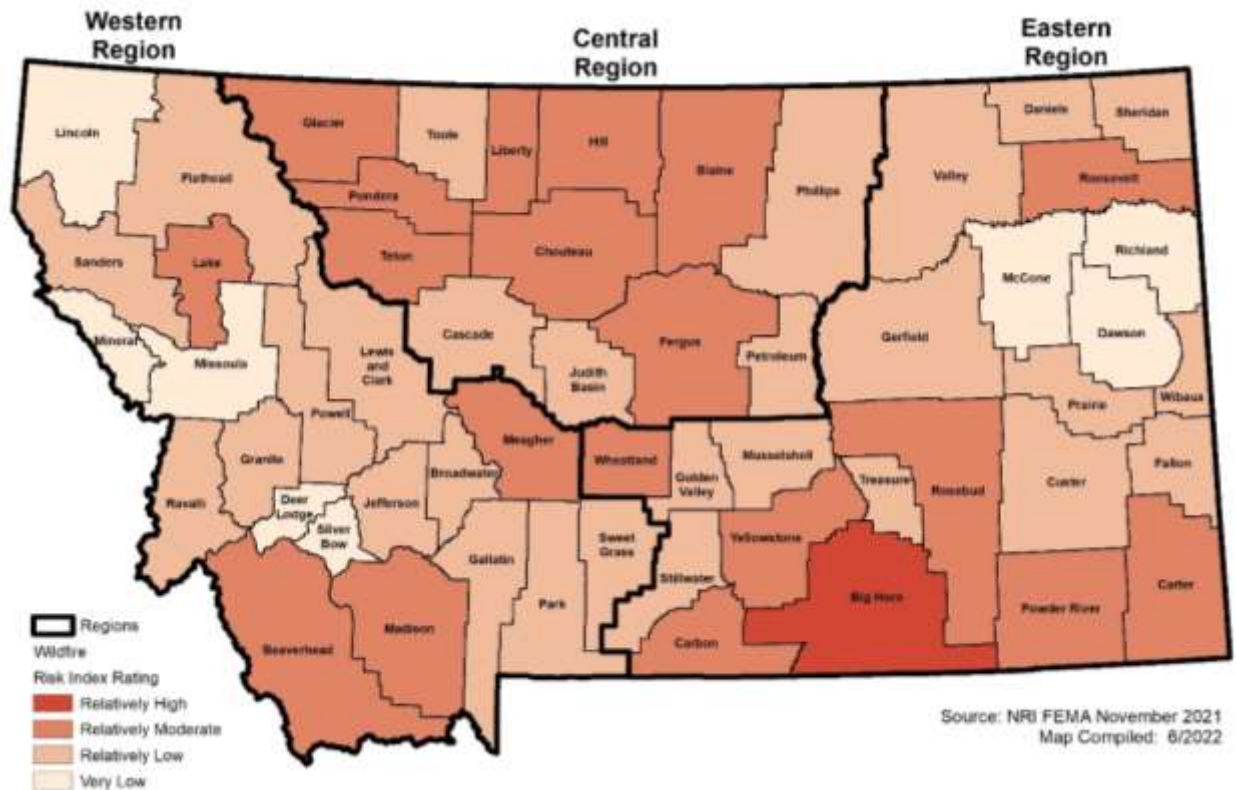 Western
Region
Central
Region
Eastern
Region
Lincoln
Flathead
Glacier
Toole
Liberty
Hill
Blaine
Phillips
Valley
Daniels
Sheridan
Roosevelt
Pondera
Teton
Chouteau
Sanders
Lake
McCone
Richland
Dawson
Garfield
Mineral
Missoula
Cascade
Lewis
and
Clark
Judith
Basin
Fergus
Petroleum
Prairie
Wibaux
Powell
Granite
Meagher
Broadwater
Jefferson
Ravalli
Deer
Lodge
Silver
Bow
Wheatland
Golden
Valley
Musselshell
Treasure
Rosebud
Custer
Fallon
Gallatin
Park
Sweet
Grass
Stillwater
Yellowstone
Big Horn
Powder River
Carter
Carbon
Beaverhead
Madison
Regions
Wildfire
Risk Index Rating
Relatively High
Relatively Moderate
Relatively Low
Very Low
Source: NRI FEMA November 2021
Map Compiled: 6/2022